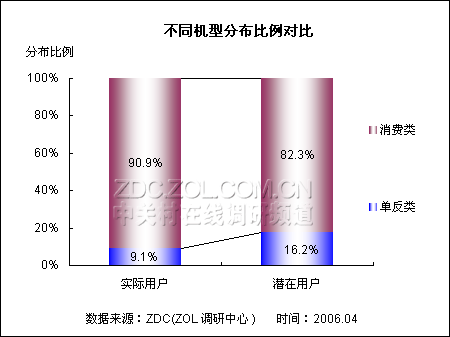 不同机型分布比例对比
分布比例
100%
80%
60%
40%
20%
0%
90.9%
82.3%
9.1%
16.2%
ZDC.ZOL.COM.CN
中关村在线调研频道
消费类
单反类
实际用户
潜在用户
数据来源：ZDC(ZOL调研中心) 时间：2006.04